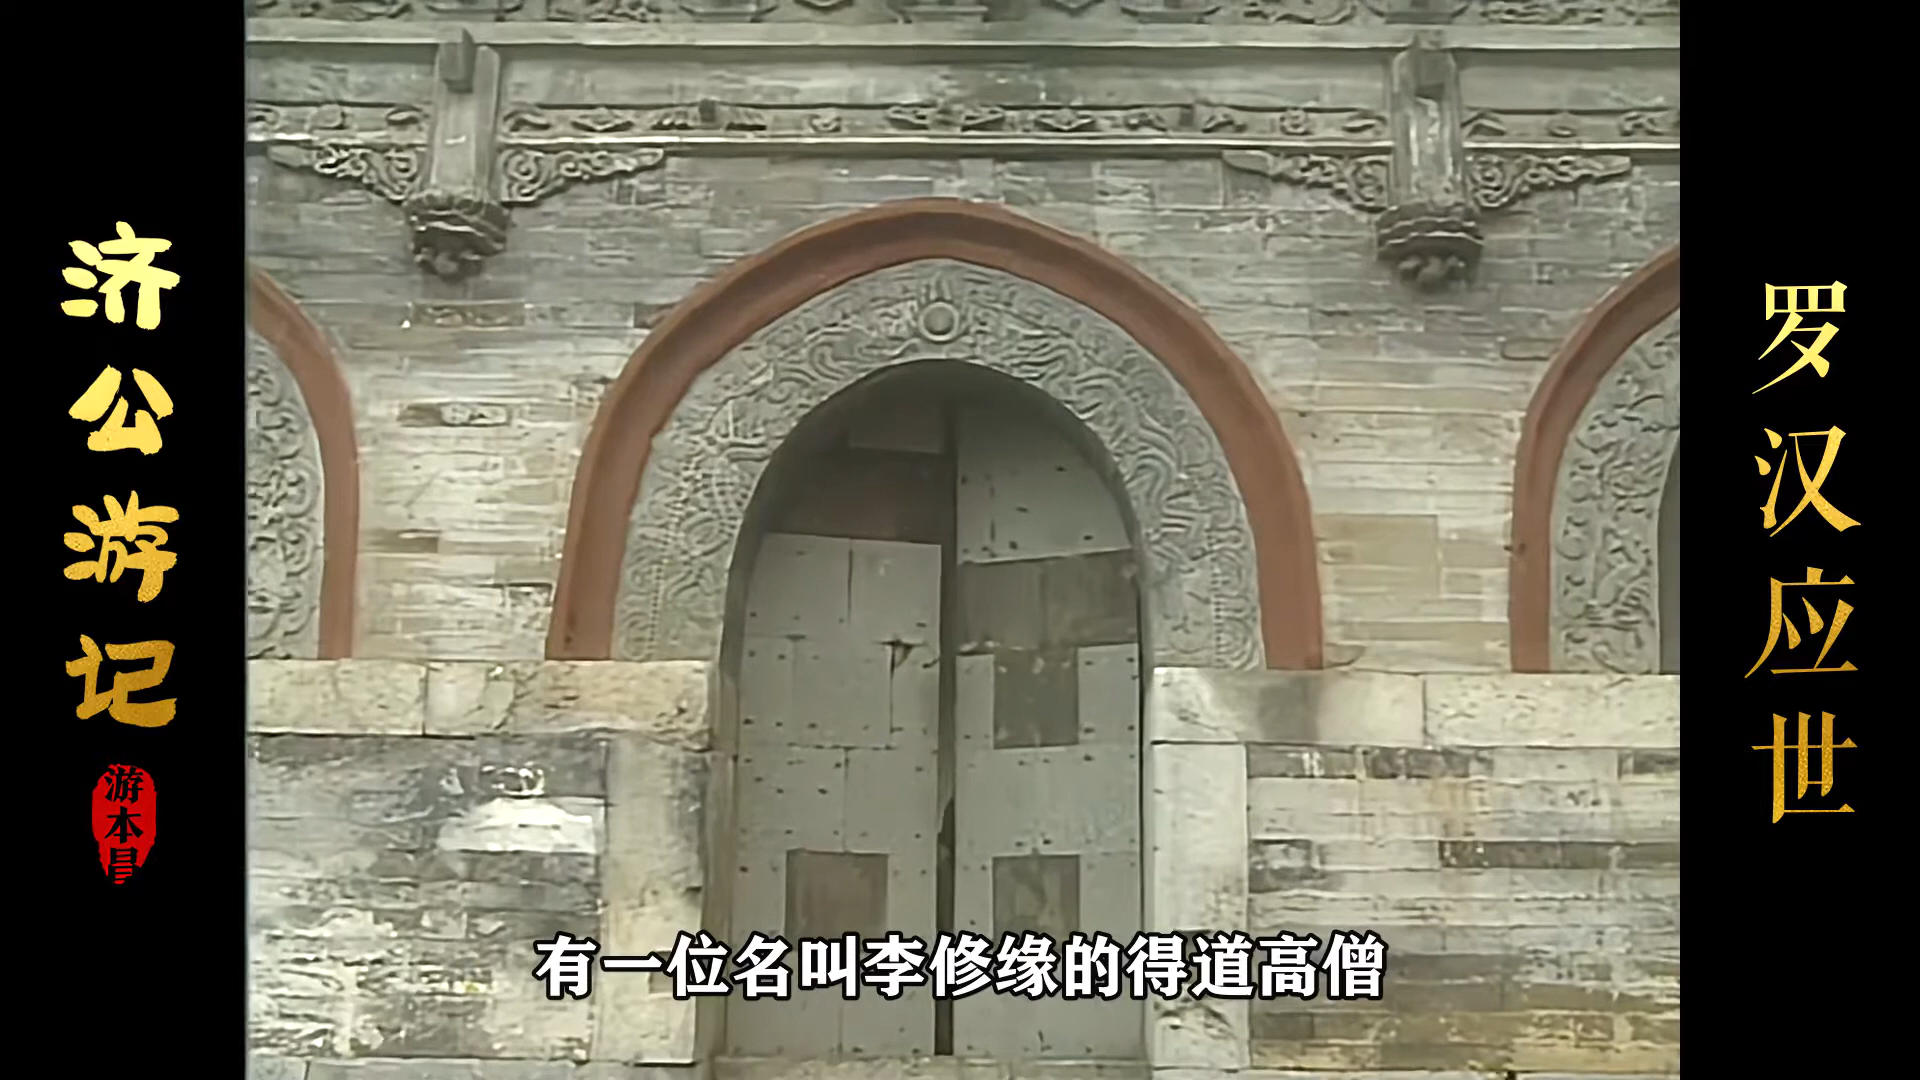 济公游记
游本昌
罗汉应世
有一位名叫李修缘的得道高僧